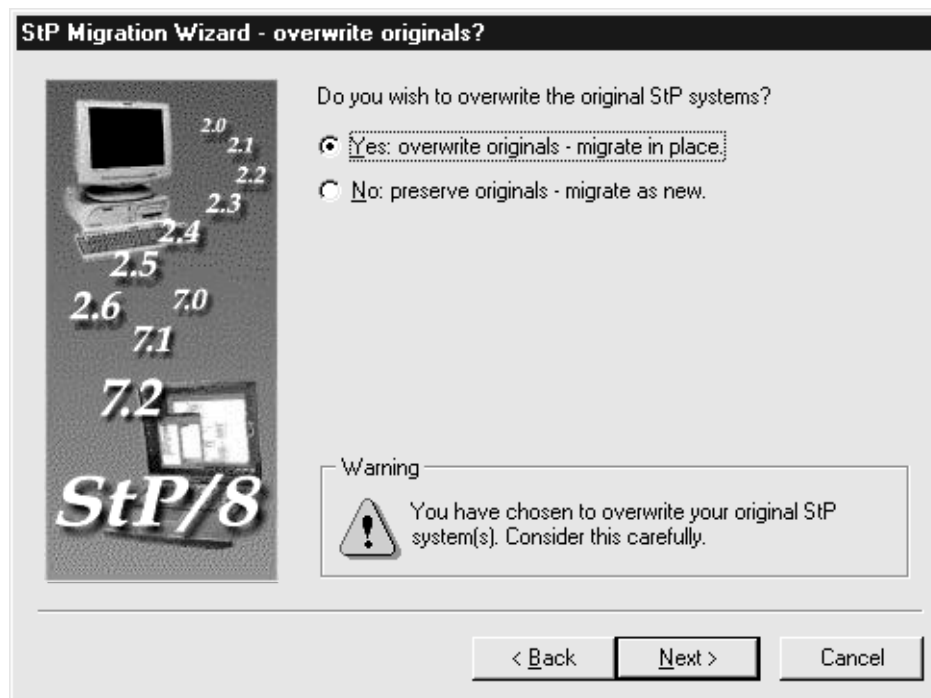 StP Migration Wizard - overwrite originals?
Do you wish to overwrite the original StP systems?
Yes: overwrite originals - migrate in place.
No: preserve originals - migrate as new.
2.0
2.1
2.2
2.3
2.4
2.5
2.6
7.0
7.1
7.2
StP/8
Warning
You have chosen to overwrite your original StP
system(s). Consider this carefully.
< Back
Next >
Cancel